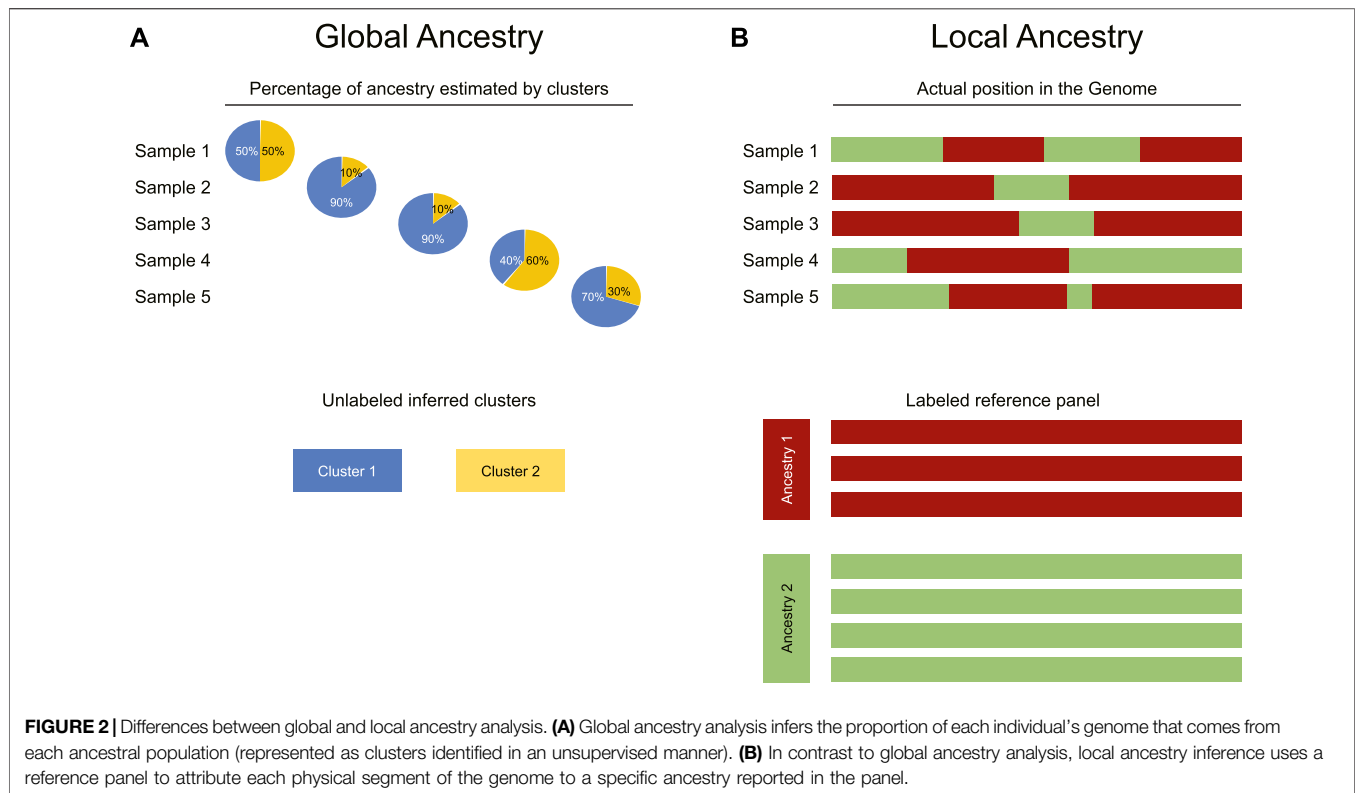 A
Global Ancestry
Percentage of ancestry estimated by clusters
Sample 1
50% 50%
Sample 2
10%
90%
Sample 3
10%
90%
Sample 4
40% 60%
Sample 5
70% 30%
Unlabeled inferred clusters
Cluster 1
Cluster 2
B
Local Ancestry
Actual position in the Genome
Sample 1
Sample 2
Sample 3
Sample 4
Sample 5
Labeled reference panel
Ancestry 1
Ancestry 2
FIGURE 2 | Differences between global and local ancestry analysis. (A) Global ancestry analysis infers the proportion of each individual's genome that comes from
each ancestral population (represented as clusters identified in an unsupervised manner). (B) In contrast to global ancestry analysis, local ancestry inference uses a
reference panel to attribute each physical segment of the genome to a specific ancestry reported in the panel.